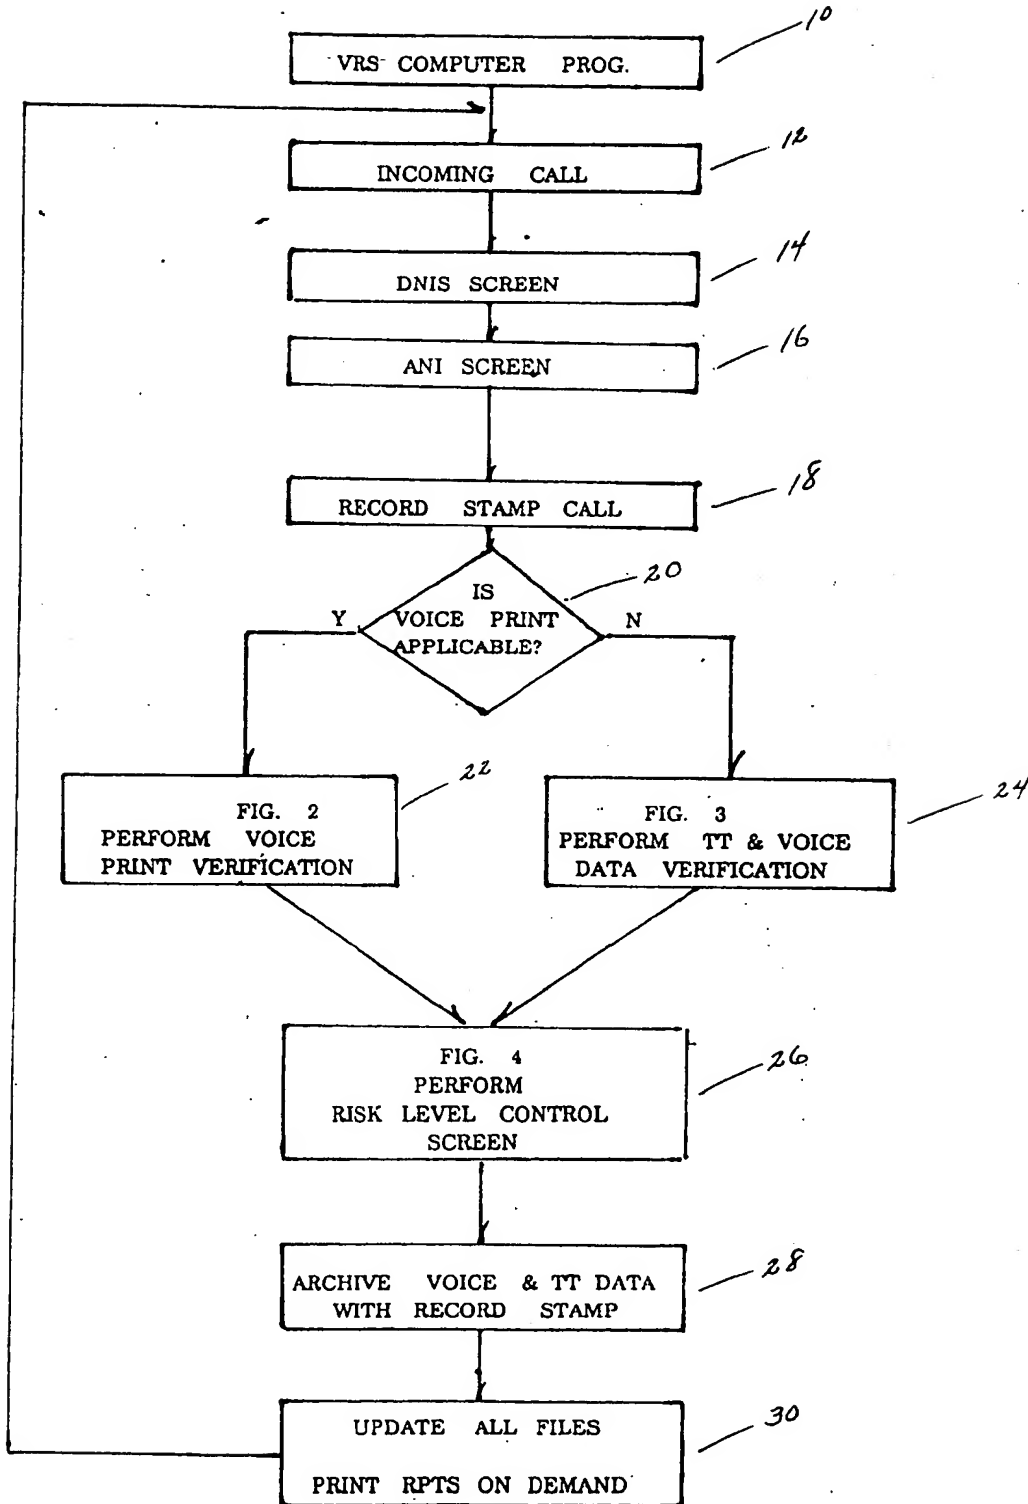 10
VRS COMPUTER PROG.
12
INCOMING CALL
14
DNIS SCREEN
16
ANI SCREEN
18
RECORD STAMP CALL
20
IS
Y VOICE PRINT N
APPLICABLE?
22
24
FIG. 2
PERFORM VOICE
PRINT VERIFICATION
FIG. 3
PERFORM TT & VOICE
DATA VERIFICATION
26
FIG. 4
PERFORM
RISK LEVEL CONTROL
SCREEN
28
ARCHIVE VOICE & TT DATA
WITH RECORD STAMP
30
UPDATE ALL FILES
PRINT RPTS ON DEMAND